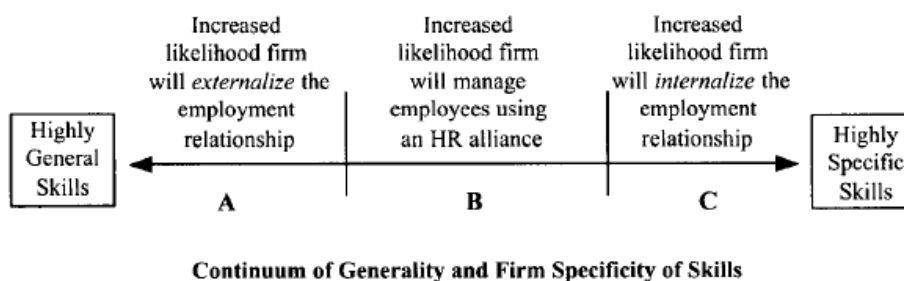 Increased
likelihood firm
will externalize the
employment
relationship
Increased
likelihood firm
will manage
employees using
an HR alliance
Increased
likelihood firm
will internalize the
employment
relationship
Highly
General
Skills
Highly
Specific
Skills
A
B
C
Continuum of Generality and Firm Specificity of Skills